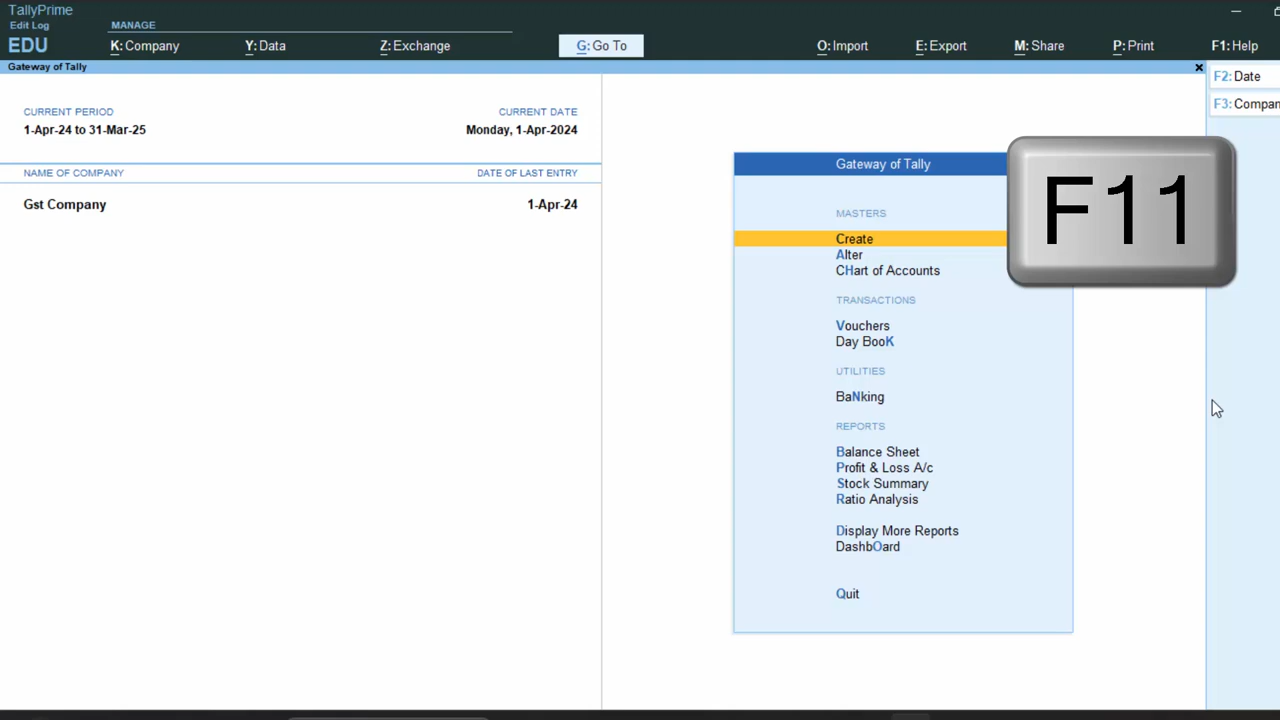 TallyPrime
Edit Log
EDU
MANAGE
K: Company
Y: Data
Z: Exchange
G: Go To
O: Import
E: Export
M: Share
P: Print
F1: Help
Gateway of Tally
F2: Date
F3: Compan
CURRENT PERIOD
1-Apr-24 to 31-Mar-25
CURRENT DATE
Monday, 1-Apr-2024
NAME OF COMPANY
DATE OF LAST ENTRY
Gst Company
1-Apr-24
Gateway of Tally
MASTERS
Create
Alter
CHart of Accounts
TRANSACTIONS
Vouchers
Day BooK
UTILITIES
BaNking
REPORTS
Balance Sheet
Profit & Loss A/c
Stock Summary
Ratio Analysis
Display More Reports
DashbOard
Quit
F11